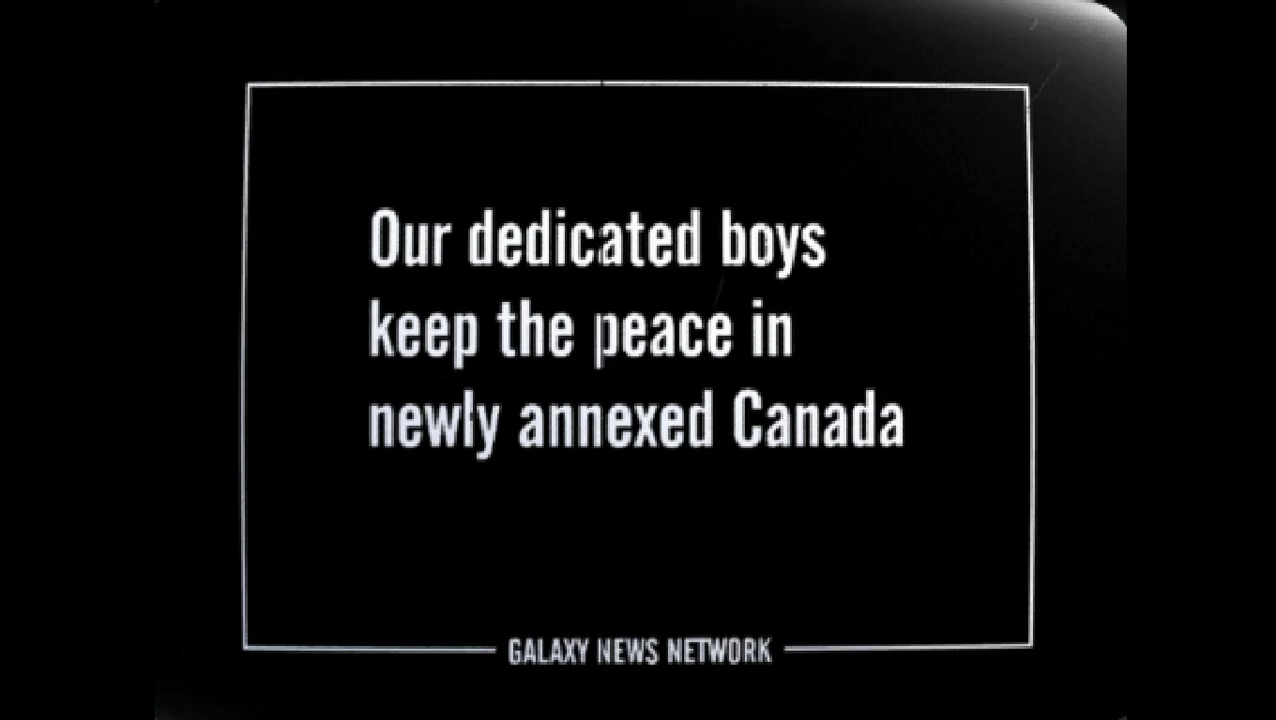 Our dedicated boys
keep the peace in
newly annexed Canada
GALAXY NEWS NETWORK